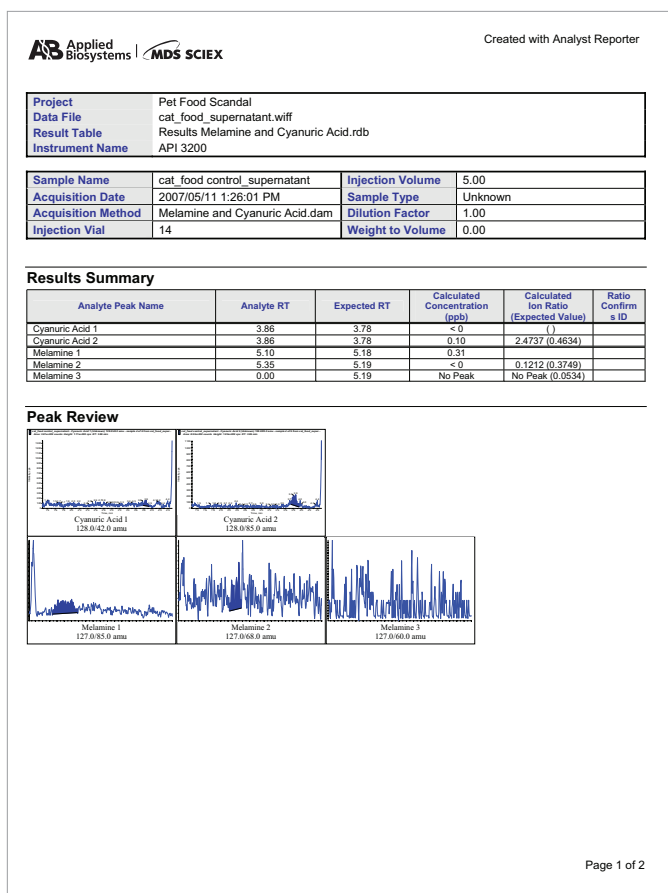 AB Applied Biosystems | MDS SCIEX
Created with Analyst Reporter
Project Pet Food Scandal
Data File cat_food_supernatant.wiff
Result Table Results Melamine and Cyanuric Acid.rdb
Instrument Name API 3200
Sample Name cat_food control_supernatant Injection Volume 5.00
Acquisition Date 2007/05/11 1:26:01 PM Sample Type Unknown
Acquisition Method Melamine and Cyanuric Acid.dam Dilution Factor 1.00
Injection Vial 14 Weight to Volume 0.00
Results Summary
Analyte Peak Name Analyte RT Expected RT Calculated Concentration (ppb) Calculated Ion Ratio (Expected Value) Ratio Confirm s ID
Cyanuric Acid 1 3.86 3.78 < 0 ( )
Cyanuric Acid 2 3.86 3.78 0.10 2.4737 (0.4634)
Melamine 1 5.10 5.18 0.31
Melamine 2 5.35 5.19 < 0 0.1212 (0.3749)
Melamine 3 0.00 5.19 No Peak No Peak (0.0534)
Peak Review
Cyanuric Acid 1
128.0/42.0 amu
Cyanuric Acid 2
128.0/85.0 amu
Melamine 1
127.0/85.0 amu
Melamine 2
127.0/68.0 amu
Melamine 3
127.0/60.0 amu
Page 1 of 2